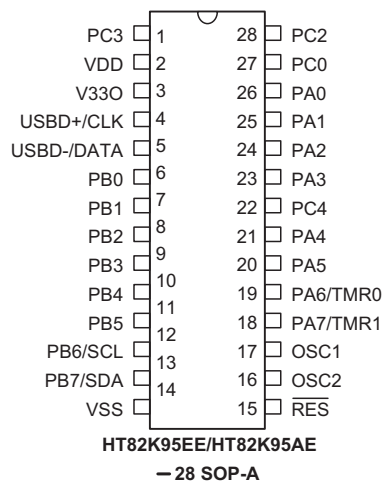 PC3 1 28 PC2
VDD 2 27 PC0
V33O 3 26 PA0
USBD+/CLK 4 25 PA1
USBD-/DATA 5 24 PA2
PB0 6 23 PA3
PB1 7 22 PC4
PB2 8 21 PA4
PB3 9 20 PA5
PB4 10 19 PA6/TMR0
PB5 11 18 PA7/TMR1
PB6/SCL 12 17 OSC1
PB7/SDA 13 16 OSC2
VSS 14 15 R̅E̅S̅
HT82K95EE/HT82K95AE
– 28 SOP-A